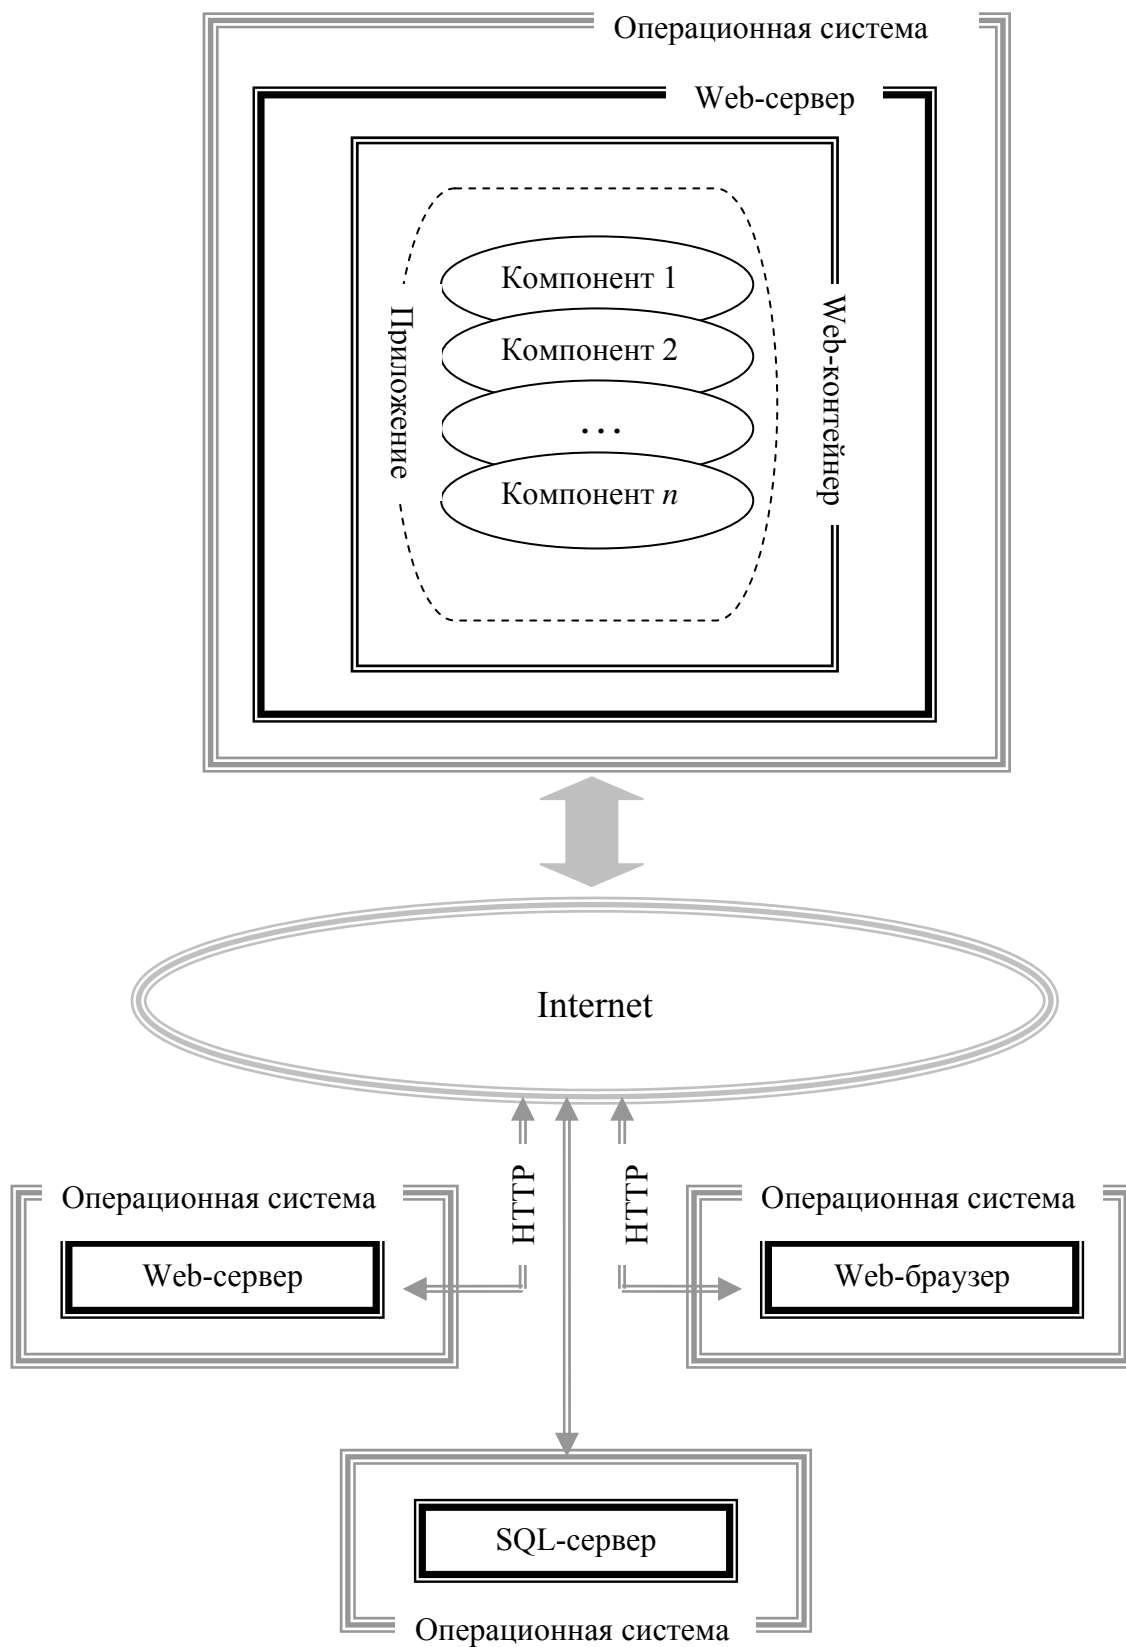 Операционная система
Web-сервер
Компонент 1
Компонент 2
...
Компонент n
Приложение
Web-контейнер
Internet
HTTP
HTTP
Операционная система
Web-сервер
Операционная система
Web-браузер
SQL-сервер
Операционная система